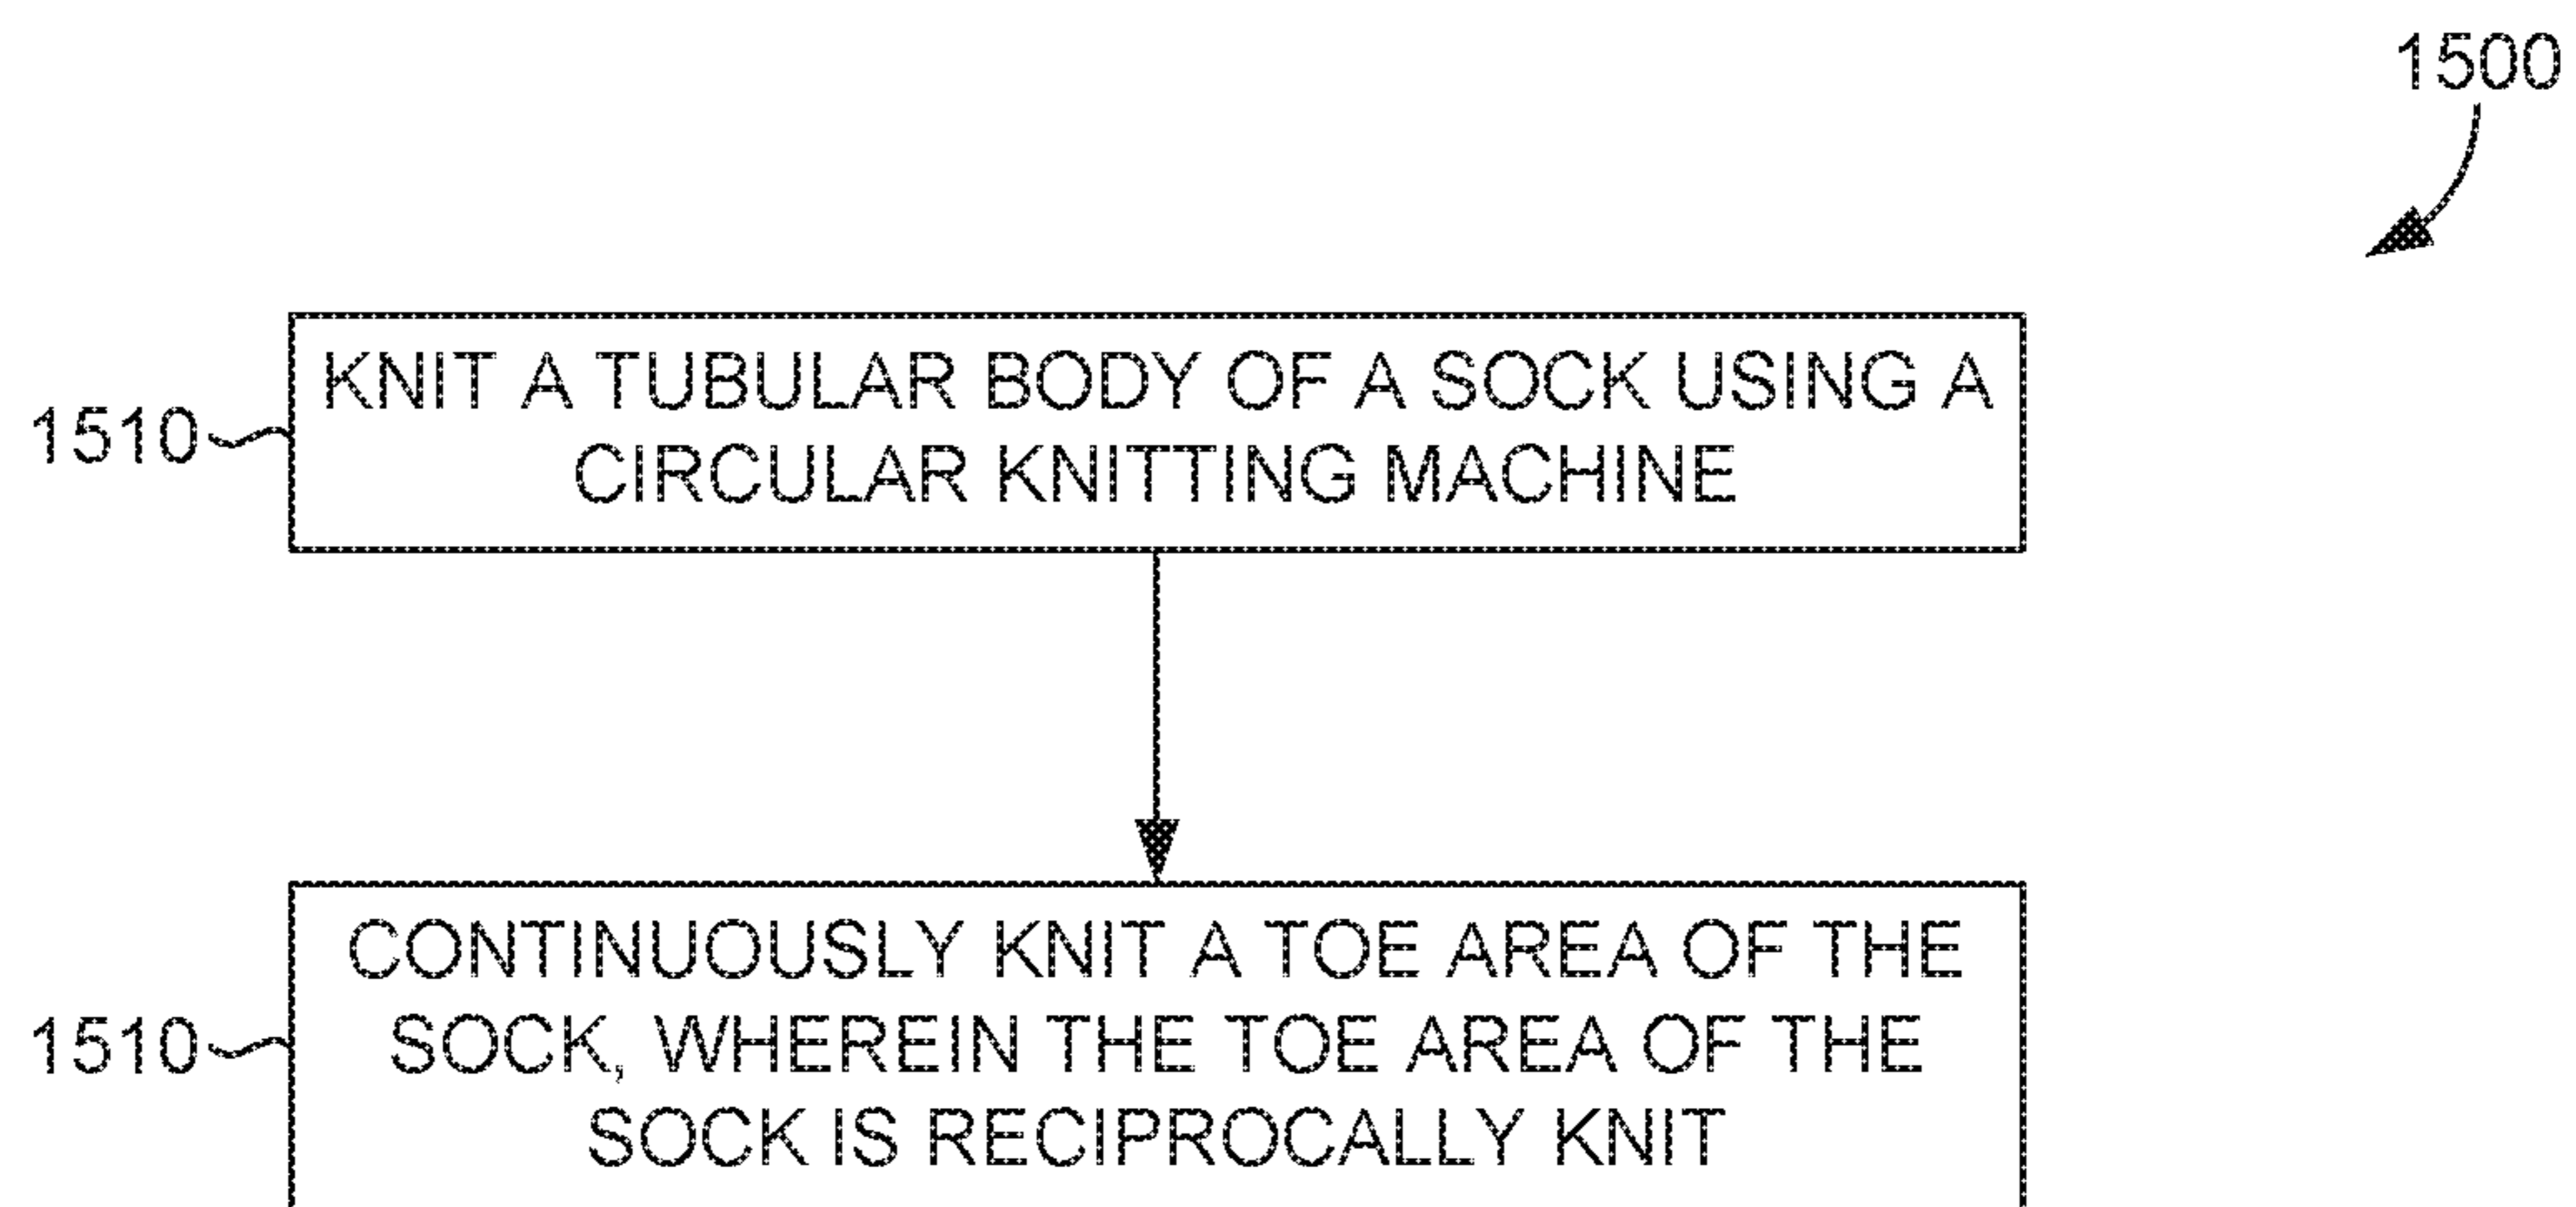 1500
KNIT A TUBULAR BODY OF A SOCK USING A
CIRCULAR KNITTING MACHINE
1510
CONTINUOUSLY KNIT A TOE AREA OF THE
SOCK, WHEREIN THE TOE AREA OF THE
SOCK IS RECIPROCALLY KNIT
1510